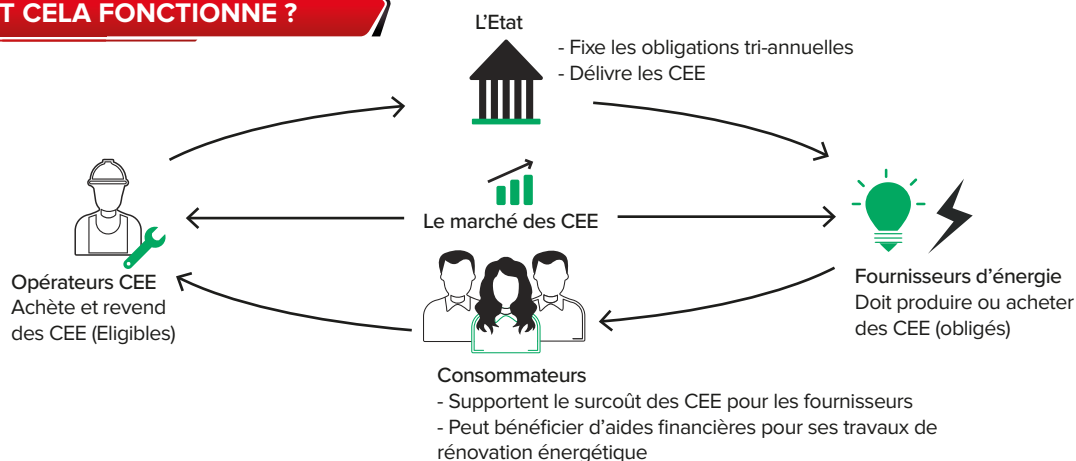 T CELA FONCTIONNE ?
L'Etat
- Fixe les obligations tri-annuelles
- Délivre les CEE
Le marché des CEE
Opérateurs CEE
Achète et revend
des CEE (Eligibles)
Fournisseurs d'énergie
Doit produire ou acheter
des CEE (obligés)
Consommateurs
- Supportent le surcoût des CEE pour les fournisseurs
- Peut bénéficier d'aides financières pour ses travaux de
rénovation énergétique